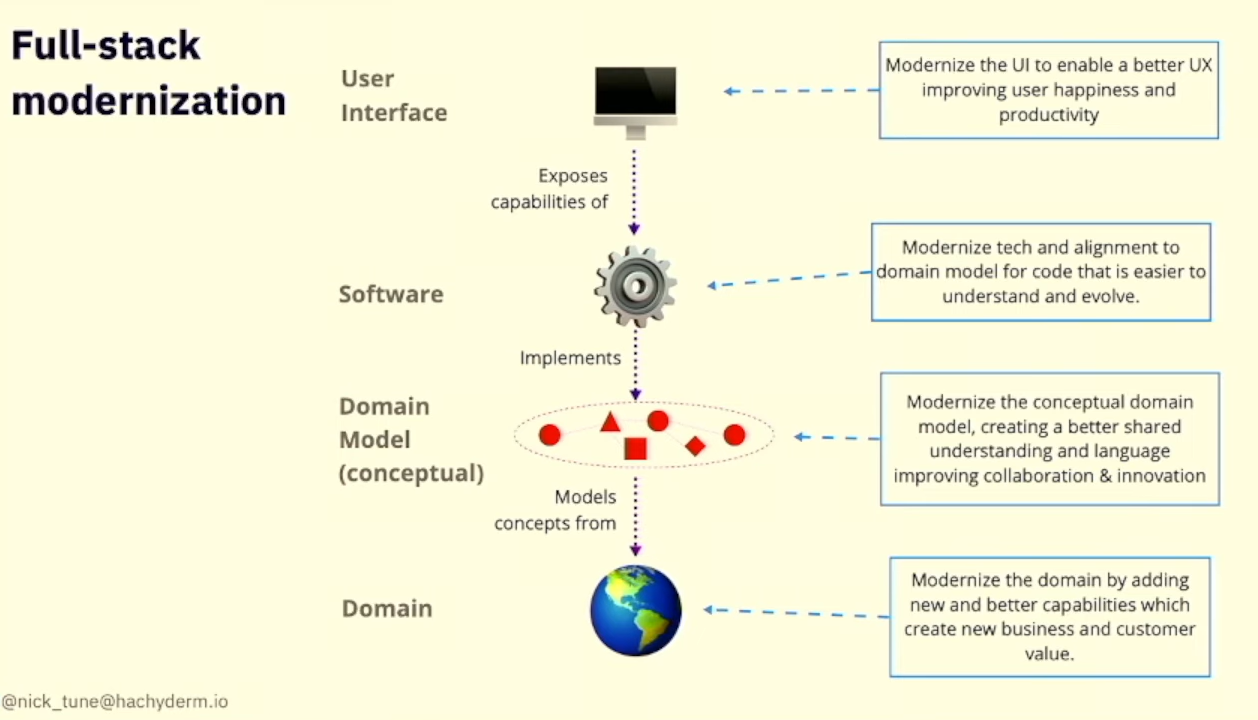 Full-stack
modernization
User
Interface
Modernize the UI to enable a better UX
improving user happiness and
productivity
Exposes
capabilities of
Software
Modernize tech and alignment to
domain model for code that is easier to
understand and evolve.
Implements
Domain
Model
(conceptual)
Modernize the conceptual domain
model, creating a better shared
understanding and language
improving collaboration & innovation
Models
concepts from
Domain
Modernize the domain by adding
new and better capabilities which
create new business and customer
value.
@nick_tune@hachyderm.io